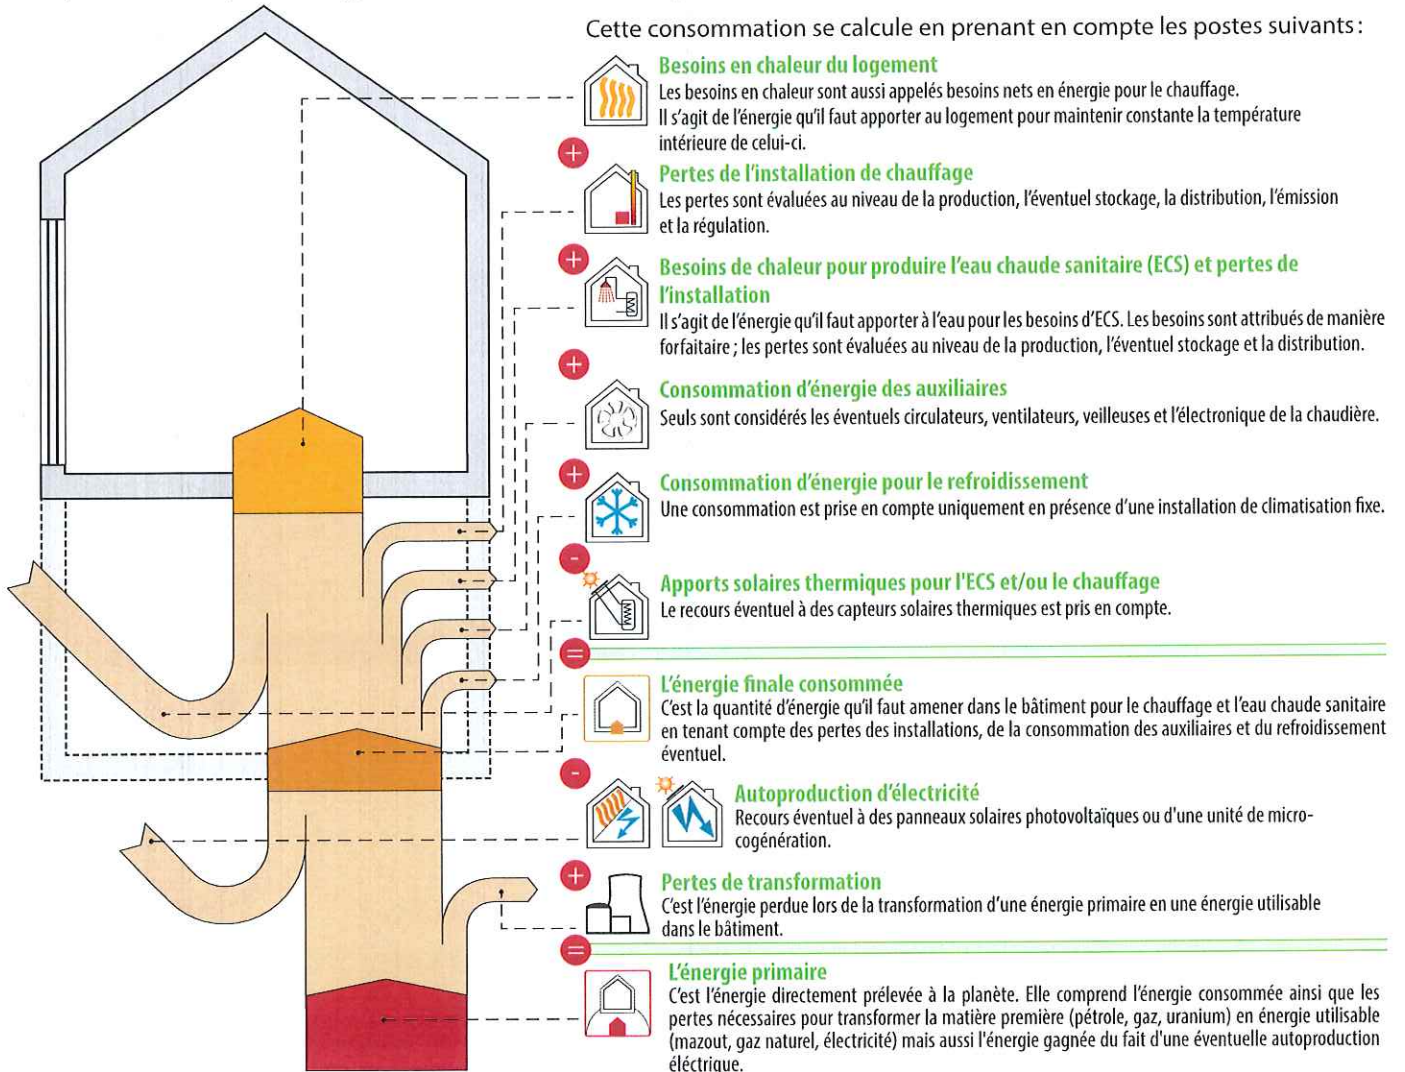 Cette consommation se calcule en prenant en compte les postes suivants :
Besoins en chaleur du logement
Les besoins en chaleur sont aussi appelés besoins nets en énergie pour le chauffage.
Il s'agit de l'énergie qu'il faut apporter au logement pour maintenir constante la température
intérieure de celui-ci.
+
Pertes de l'installation de chauffage
Les pertes sont évaluées au niveau de la production, l'éventuel stockage, la distribution, l'émission
et la régulation.
+
Besoins de chaleur pour produire l'eau chaude sanitaire (ECS) et pertes de
l'installation
Il s'agit de l'énergie qu'il faut apporter à l'eau pour les besoins d'ECS. Les besoins sont attribués de manière
forfaitaire ; les pertes sont évaluées au niveau de la production, l'éventuel stockage et la distribution.
+
Consommation d'énergie des auxiliaires
Seuls sont considérés les éventuels circulateurs, ventilateurs, veilleuses et l'électronique de la chaudière.
+
Consommation d'énergie pour le refroidissement
Une consommation est prise en compte uniquement en présence d'une installation de climatisation fixe.
-
Apports solaires thermiques pour l'ECS et/ou le chauffage
Le recours éventuel à des capteurs solaires thermiques est pris en compte.
=
L'énergie finale consommée
C'est la quantité d'énergie qu'il faut amener dans le bâtiment pour le chauffage et l'eau chaude sanitaire
en tenant compte des pertes des installations, de la consommation des auxiliaires et du refroidissement
éventuel.
-
Autoproduction d'électricité
Recours éventuel à des panneaux solaires photovoltaïques ou d'une unité de micro-
cogénération.
+
Pertes de transformation
C'est l'énergie perdue lors de la transformation d'une énergie primaire en une énergie utilisable
dans le bâtiment.
=
L'énergie primaire
C'est l'énergie directement prélevée à la planète. Elle comprend l'énergie consommée ainsi que les
pertes nécessaires pour transformer la matière première (pétrole, gaz, uranium) en énergie utilisable
(mazout, gaz naturel, électricité) mais aussi l'énergie gagnée du fait d'une éventuelle autoproduction
éléctrique.